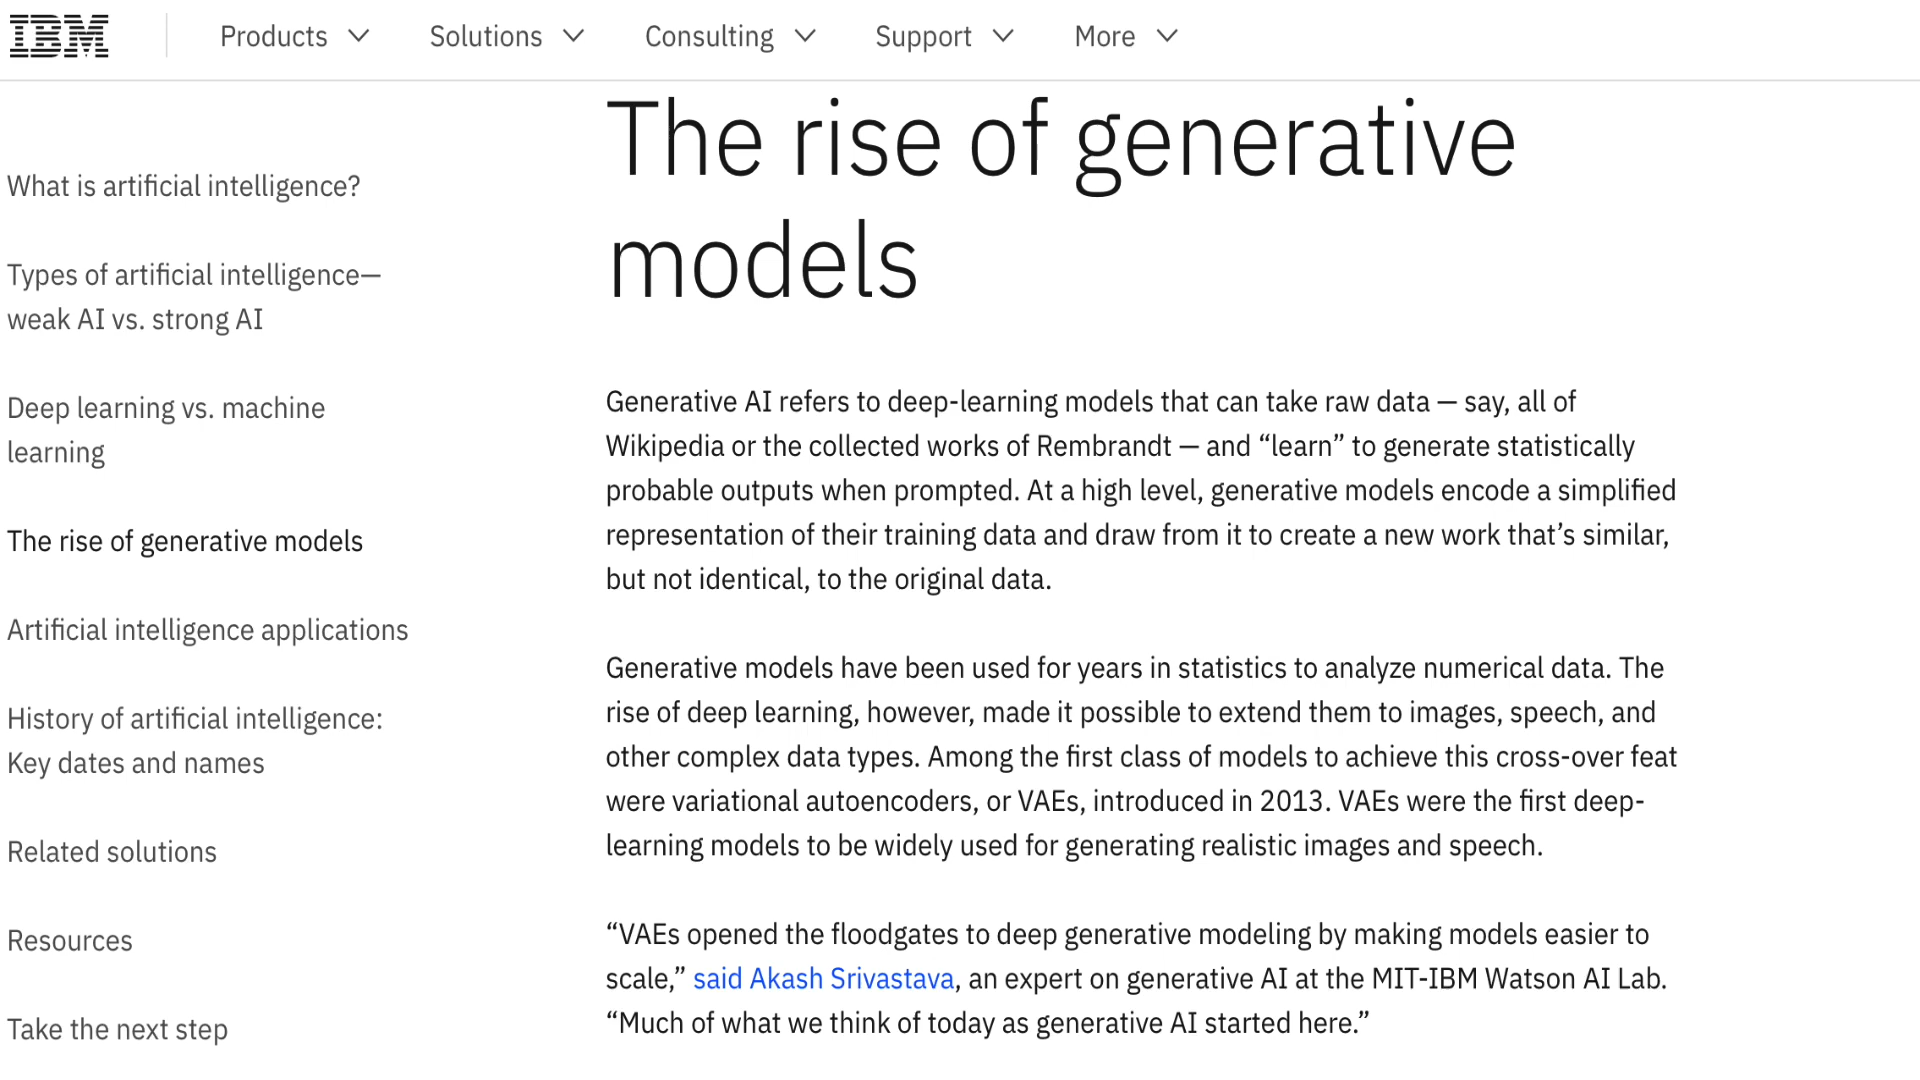 IBM
Products
Solutions
Consulting
Support
More
What is artificial intelligence?
Types of artificial intelligence—
weak AI vs. strong AI
Deep learning vs. machine
learning
The rise of generative models
Artificial intelligence applications
History of artificial intelligence:
Key dates and names
Related solutions
Resources
Take the next step
The rise of generative
models
Generative AI refers to deep-learning models that can take raw data — say, all of
Wikipedia or the collected works of Rembrandt — and “learn” to generate statistically
probable outputs when prompted. At a high level, generative models encode a simplified
representation of their training data and draw from it to create a new work that’s similar,
but not identical, to the original data.
Generative models have been used for years in statistics to analyze numerical data. The
rise of deep learning, however, made it possible to extend them to images, speech, and
other complex data types. Among the first class of models to achieve this cross-over feat
were variational autoencoders, or VAEs, introduced in 2013. VAEs were the first deep-
learning models to be widely used for generating realistic images and speech.
“VAEs opened the floodgates to deep generative modeling by making models easier to
scale,” said Akash Srivastava, an expert on generative AI at the MIT-IBM Watson AI Lab.
“Much of what we think of today as generative AI started here.”